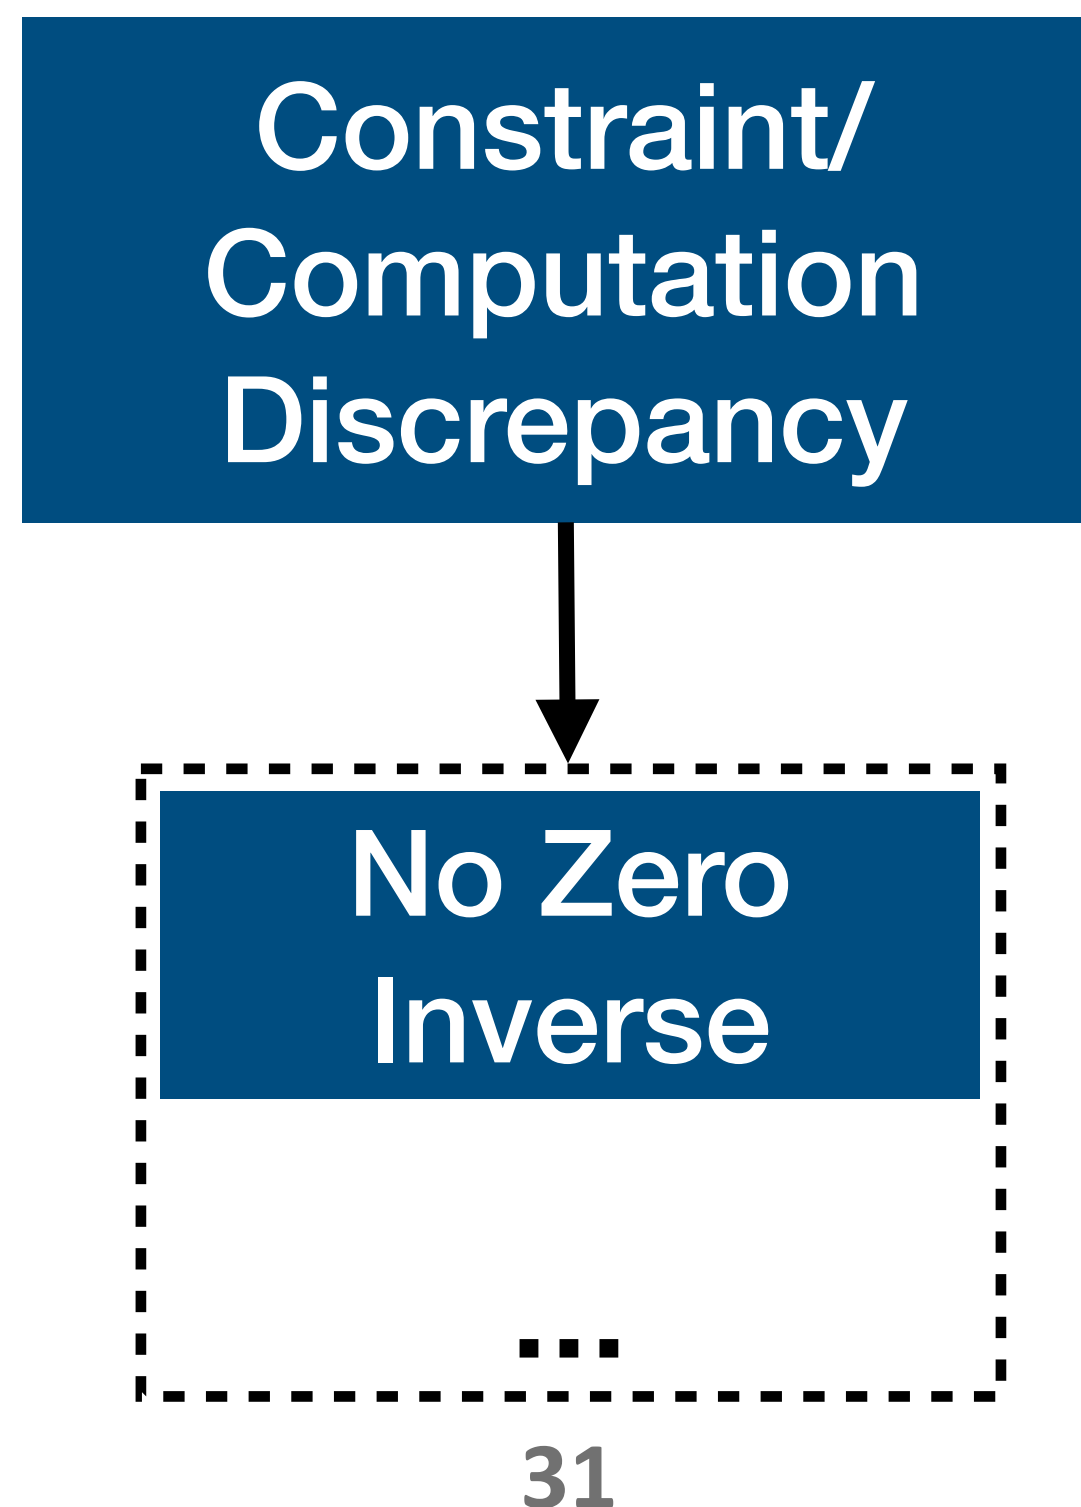 Constraint/
Computation
Discrepancy
No Zero
Inverse
...
31